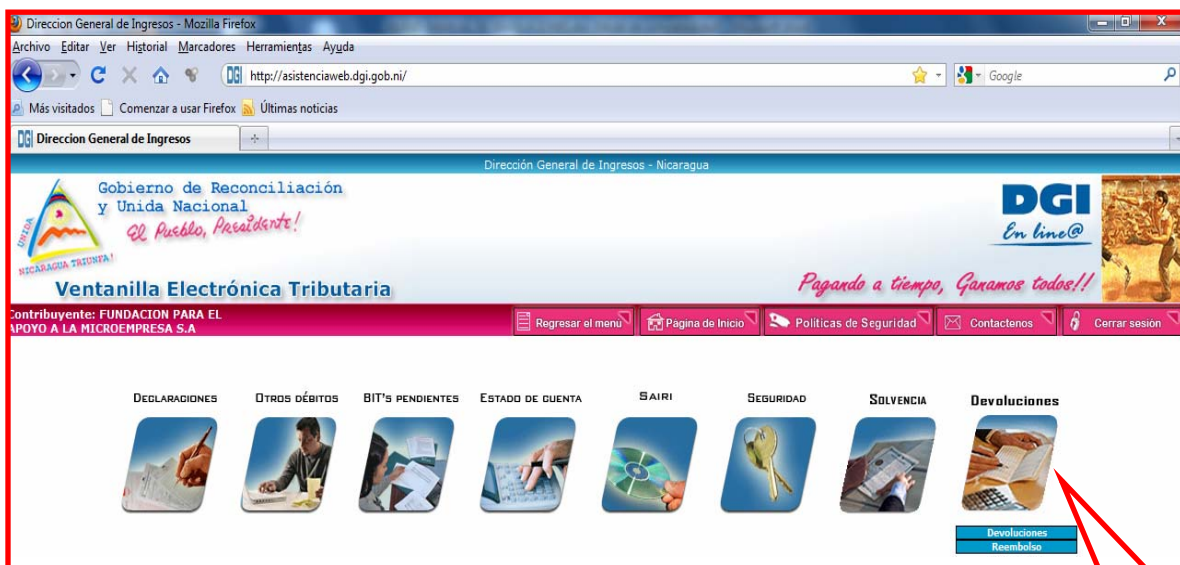 Direccion General de Ingresos - Mozilla Firefox
Archivo Editar Ver Historial Marcadores Herramientas Ayuda
DGI http://asistenciaweb.dgi.gob.ni/ Google
Más visitados Comenzar a usar Firefox Últimas noticias
DGI Direccion General de Ingresos
Dirección General de Ingresos - Nicaragua
Gobierno de Reconciliación
y Unida Nacional
El Pueblo, Presidente!
UNIDA
NICARAGUA TRIUNFA!
DGI
En line@
Ventanilla Electrónica Tributaria
Pagando a tiempo, Ganamos todos!!
Contribuyente: FUNDACION PARA EL
APOYO A LA MICROEMPRESA S.A
Regresar el menú Página de Inicio Políticas de Seguridad Contactenos Cerrar sesión
DECLARACIONES OTROS DÉBITOS BIT's PENDIENTES ESTADO DE CUENTA SAIRI SEGURIDAD SOLVENCIA Devoluciones
Devoluciones
Reembolso